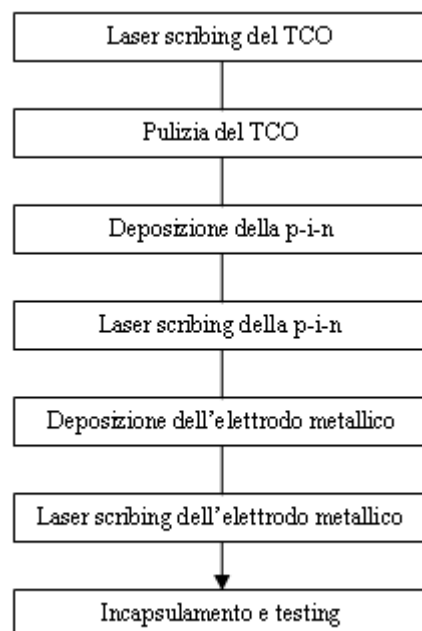 Laser scribing del TCO
Pulizia del TCO
Deposizione della p-i-n
Laser scribing della p-i-n
Deposizione dell'elettrodo metallico
Laser scribing dell'elettrodo metallico
Incapsulamento e testing